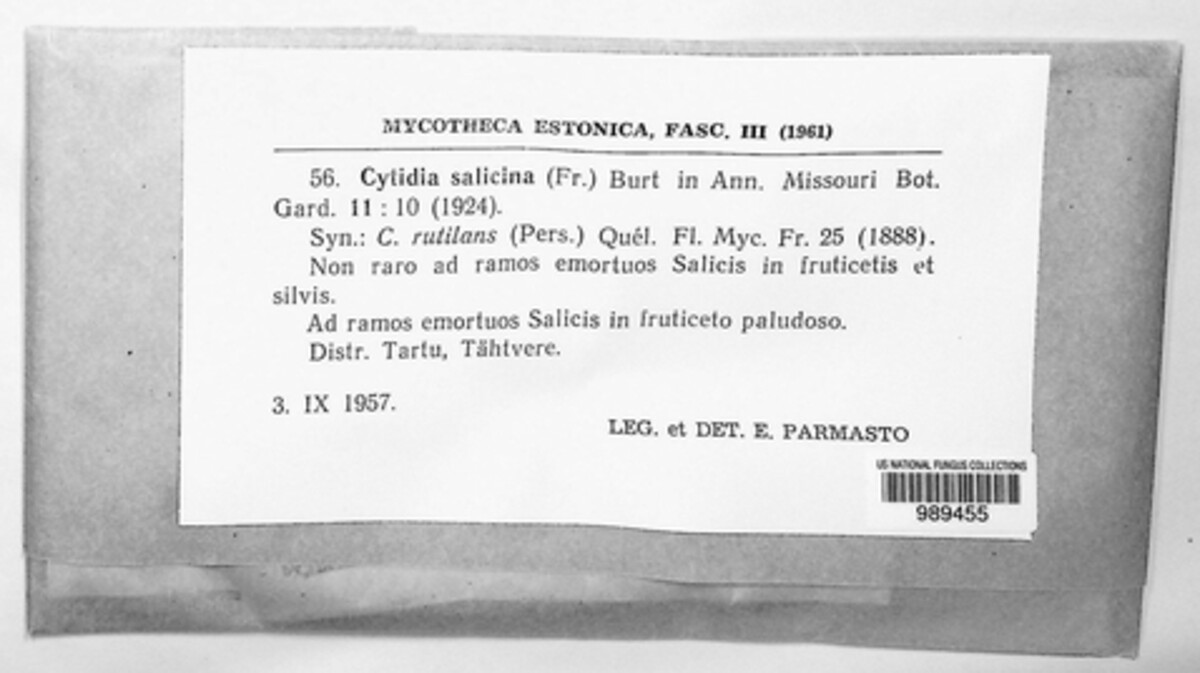 MYCOTHECA ESTONICA, FASC. III (1961)
56. Cytidia salicina (Fr.) Burt in Ann. Missouri Bot.
Gard. 11 : 10 (1924).
Syn.: C. rutilans (Pers.) Quél. Fl. Myc. Fr. 25 (1888).
Non raro ad ramos emortuos Salicis in fruticetis et
silvis.
Ad ramos emortuos Salicis in fruticeto paludoso.
Distr. Tartu, Tähtvere.
3. IX 1957.
LEG. et DET. E. PARMASTO
US NATIONAL FUNGUS COLLECTIONS
989455